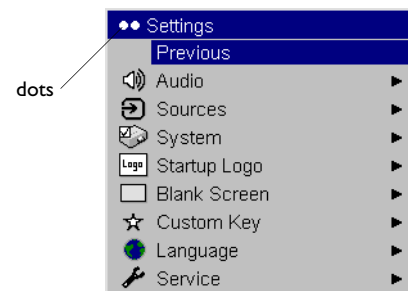 Settings
Previous
dots
Audio
Sources
System
Logo Startup Logo
Blank Screen
Custom Key
Language
Service